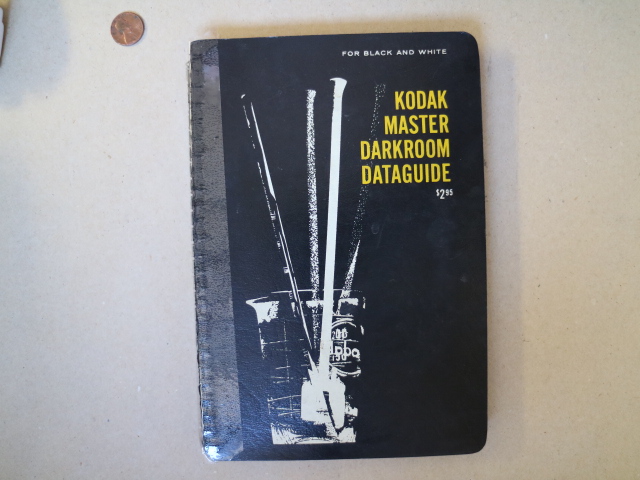 FOR BLACK AND WHITE
KODAK
MASTER
DARKROOM
DATAGUIDE
$2.95